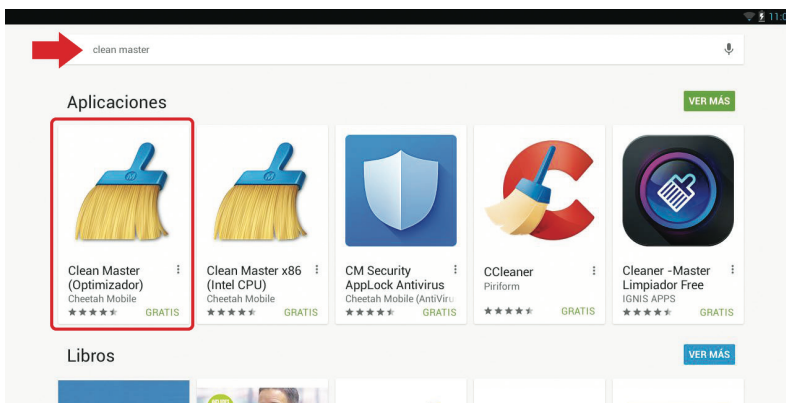 11:0
clean master
Aplicaciones
VER MÁS
Clean Master
(Optimizador)
Cheetah Mobile
GRATIS
Clean Master x86
(Intel CPU)
Cheetah Mobile
GRATIS
CM Security
AppLock Antivirus
Cheetah Mobile (AntiViru
GRATIS
CCleaner
Piriform
GRATIS
Cleaner -Master
Limpiador Free
IGNIS APPS
GRATIS
Libros
VER MÁS